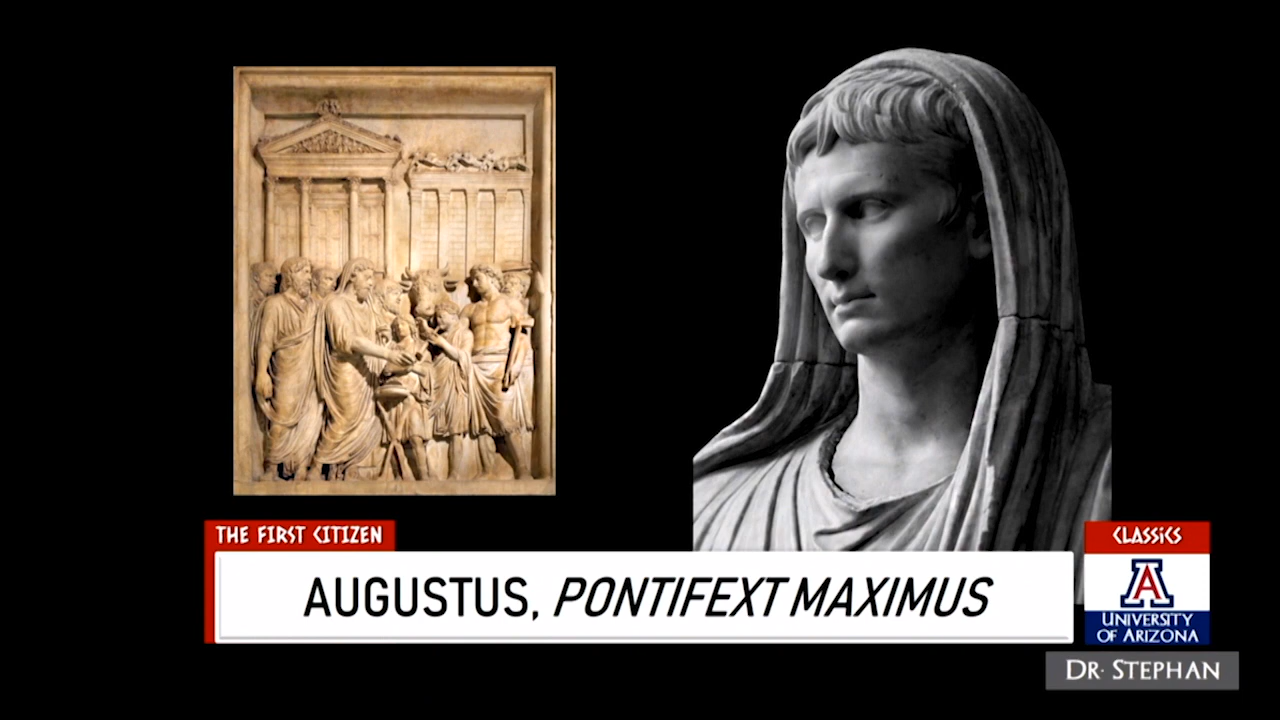 THE FIRST CITIZEN
AUGUSTUS, PONTIFEXT MAXIMUS
CLASSICS
A
UNIVERSITY
OF ARIZONA
DR. STEPHAN